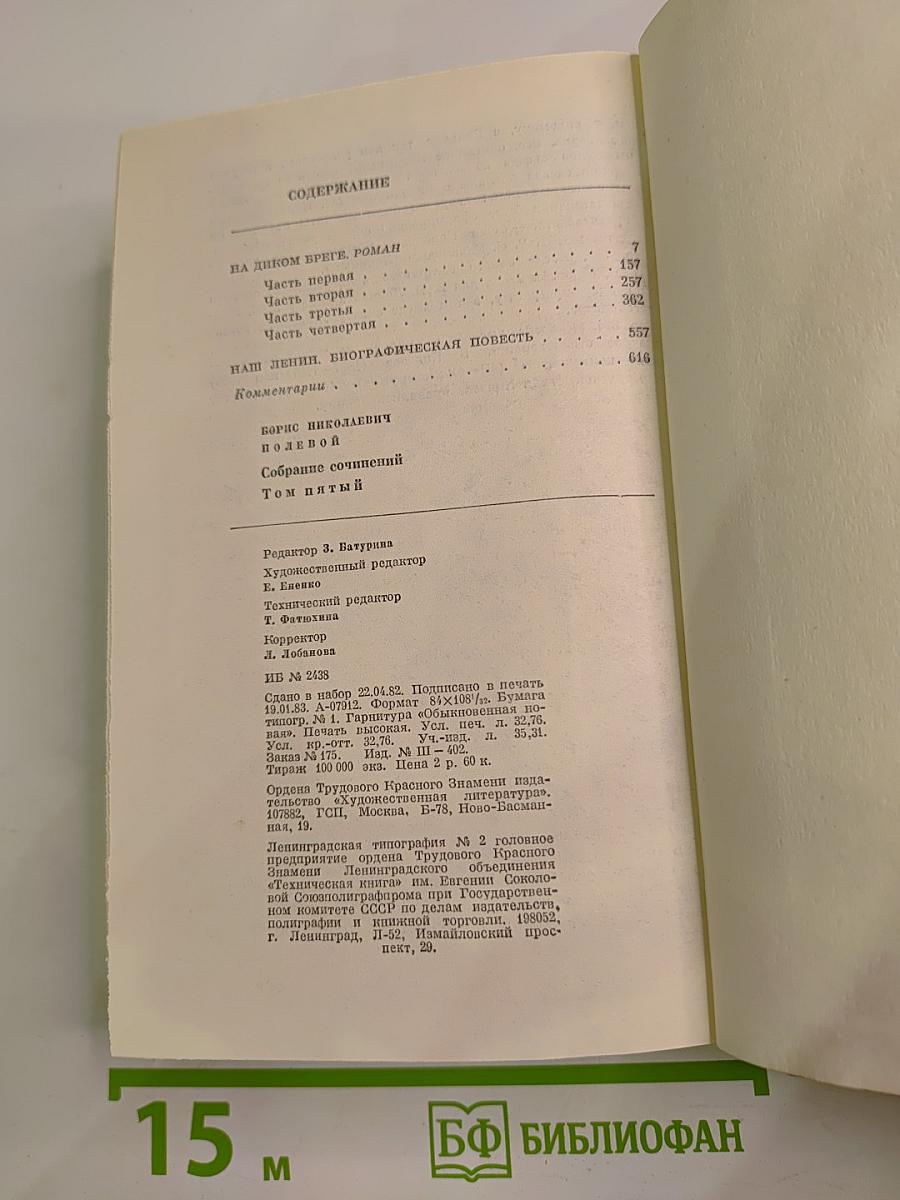 СОДЕРЖАНИЕ
НА ДИКОМ БРЕГЕ. РОМАН
Часть первая . . . . . . . . . . . . . . 7
Часть вторая . . . . . . . . . . . . . . 157
Часть третья . . . . . . . . . . . . . . 257
Часть четвертая . . . . . . . . . . . . . 362
НАШ ЛЕНИН. БИОГРАФИЧЕСКАЯ ПОВЕСТЬ . . . . . 557
Комментарии . . . . . . . . . . . . . . . 616
БОРИС НИКОЛАЕВИЧ
ПОЛЕВОЙ
Собрание сочинений
Том пятый
Редактор З. Батурина
Художественный редактор
Е. Ененко
Технический редактор
Т. Фатюхина
Корректор
Л. Лобанова
ИБ № 2438
Сдано в набор 22.04.82. Подписано в печать
19.01.83. А-07912. Формат 84×108¹/₃₂. Бумага
типогр. № 1. Гарнитура «Обыкновенная но-
вая». Печать высокая. Усл. печ. л. 32,76.
Усл. кр.-отт. 32,76. Уч.-изд. л. 35,31.
Заказ № 175. Изд. № III — 402.
Тираж 100 000 экз. Цена 2 р. 60 к.
Ордена Трудового Красного Знамени изда-
тельство «Художественная литература».
107882, ГСП, Москва, Б-78, Ново-Басман-
ная, 19.
Ленинградская типография № 2 головное
предприятие ордена Трудового Красного
Знамени Ленинградского объединения
«Техническая книга» им. Евгении Соколо-
вой Союзполиграфпрома при Государствен-
ном комитете СССР по делам издательств,
полиграфии и книжной торговли. 198052,
г. Ленинград, Л-52, Измайловский прос-
пект, 29.
15 м
БФ БИБЛИОФАН